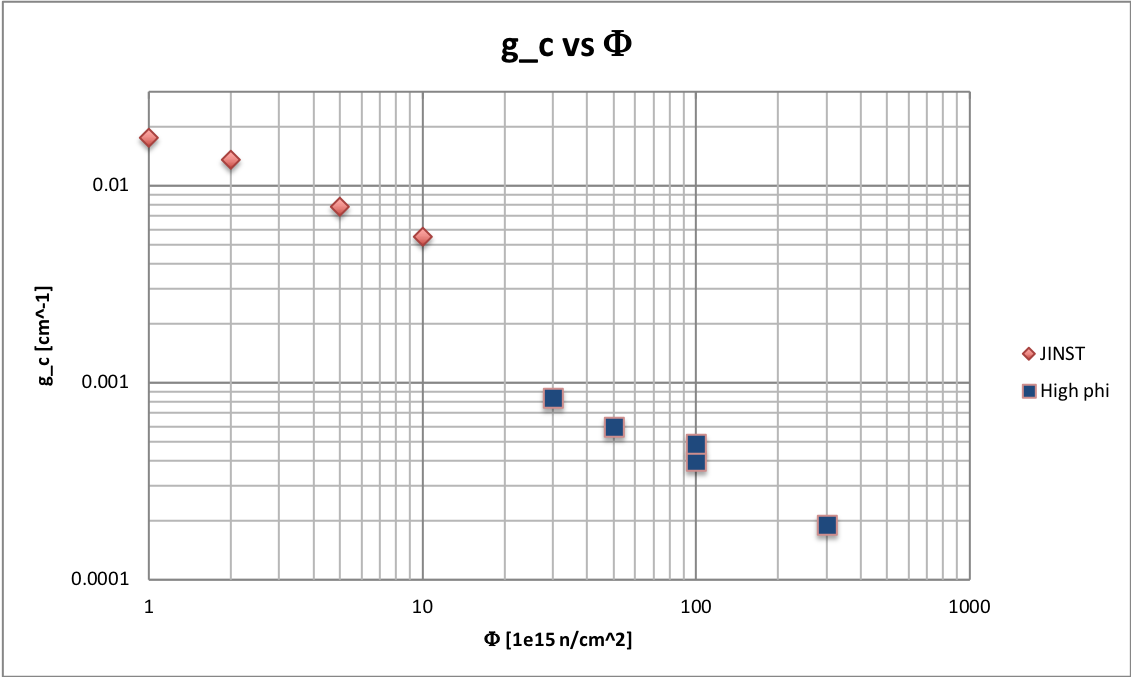 g_c vs Φ
g_c [cm^-1]
0.01
0.001
0.0001
1
10
100
1000
Φ [1e15 n/cm^2]
JINST
High phi